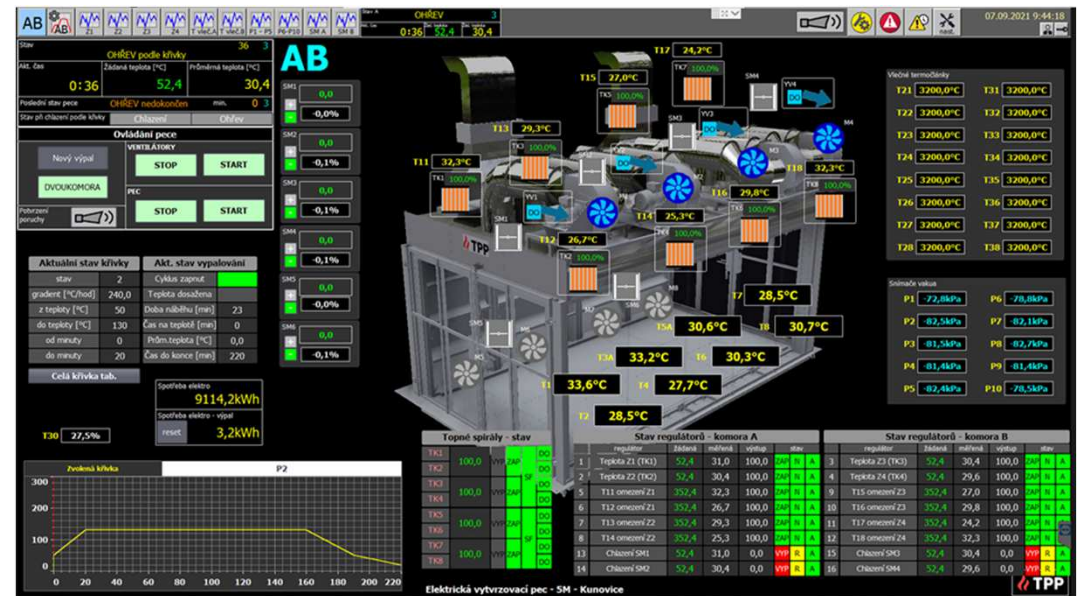 AB
AB
Z1
Z2
Z3
Z4
T vleč.A
T vleč.B
P1 - P5
P6-P10
SM A
SM B
OHŘEV 3
0:36 52,4 30,4
07.09.2021 9:44:18
nast.
Stav 36 3
OHŘEV podle křivky
Akt. čas Žádaná teplota [°C] Průměrná teplota [°C]
0:36 52,4 30,4
Poslední stav pece OHŘEV nedokončen min. 0 3
Stav při chlazení podle křivky Chlazení Ohřev
Ovládání pece
Nový výpal
DVOUKOMORA
Potvrzení poruchy
VENTILÁTORY
STOP START
PEC
STOP START
AB
SM1 0,0
-0,0%
SM2 0,0
-0,1%
SM3 0,0
-0,1%
SM4 0,0
-0,1%
SM5 0,0
-0,0%
SM6 0,0
-0,1%
Aktuální stav křivky
stav 2
gradient [°C/hod] 240,0
z teploty [°C] 50
do teploty [°C] 130
od minuty 0
do minuty 20
Celá křivka tab.
Akt. stav vypalování
Cyklus zapnut
Teplota dosažena
Doba náběhu [min] 23
Čas na teplotě [min] 0
Prům.teplota [°C] 0,0
Čas do konce [min] 220
Spotřeba elektro
9114,2kWh
Spotřeba elektro - výpal
reset 3,2kWh
T30 27,5%
Zvolená křivka P2
300
200
100
0
0 20 40 60 80 100 120 140 160 180 200 220
T17 24,2°C
TK7 100,0%
T15 27,0°C
TK5 100,0%
SM4
YV4
DO
T13 29,3°C
TK3 100,0%
SM3
YV3
DO
M4
T11 32,3°C
TK1 100,0%
YV2
DO
M3
T18 32,3°C
TK8 100,0%
YV1
DO
M2
T16 29,8°C
TK6 100,0%
SM1
T14 25,3°C
TK4 100,0%
TPP
T12 26,7°C
TK2 100,0%
SM6
M8
M7
SM5
M6
M5
T7 28,5°C
T5A 30,6°C
T8 30,7°C
T3A 33,2°C
T6 30,3°C
T1 33,6°C
T4 27,7°C
T2 28,5°C
Vlečné termočlánky
T21 3200,0°C T31 3200,0°C
T22 3200,0°C T32 3200,0°C
T23 3200,0°C T33 3200,0°C
T24 3200,0°C T34 3200,0°C
T25 3200,0°C T35 3200,0°C
T26 3200,0°C T36 3200,0°C
T27 3200,0°C T37 3200,0°C
T28 3200,0°C T38 3200,0°C
Snímače vakua
P1 -72,8kPa P6 -78,8kPa
P2 -82,5kPa P7 -82,1kPa
P3 -81,5kPa P8 -82,7kPa
P4 -81,4kPa P9 -81,4kPa
P5 -82,4kPa P10 -78,5kPa
Topné spirály - stav
TK1 100,0 VYP ZAP SF DO
TK2 DO
TK3 100,0 ZAP DO
TK4 DO
TK5 100,0 VYP ZAP SF DO
TK6 DO
TK7 100,0 ZAP DO
TK8 DO
Stav regulátorů - komora A
regulátor žádaná měřená výstup stav
1 Teplota Z1 (TK1) 52,4 31,0 100,0 ZAP N A
2 Teplota Z2 (TK2) 52,4 30,4 100,0 ZAP N A
5 T11 omezení Z1 352,4 32,3 100,0 ZAP N A
6 T12 omezení Z1 352,4 26,7 100,0 ZAP N A
7 T13 omezení Z2 352,4 29,3 100,0 ZAP N A
8 T14 omezení Z2 352,4 25,3 100,0 ZAP N A
13 Chlazení SM1 52,4 31,0 0,0 VYP R A
14 Chlazení SM2 52,4 30,4 0,0 VYP R A
Stav regulátorů - komora B
regulátor žádaná měřená výstup stav
3 Teplota Z3 (TK3) 52,4 30,4 100,0 ZAP N A
4 Teplota Z4 (TK4) 52,4 29,6 100,0 ZAP N A
9 T15 omezení Z3 352,4 27,0 100,0 ZAP N A
10 T16 omezení Z3 352,4 29,8 100,0 ZAP N A
11 T17 omezení Z4 352,4 24,2 100,0 ZAP N A
12 T18 omezení Z4 352,4 32,3 100,0 ZAP N
15 Chlazení SM3 52,4 30,4 0,0 VYP R A
16 Chlazení SM4 52,4 29,6 0,0 VYP R A
Elektrická vytvrzovací pec - 5M - Kunovice
TPP